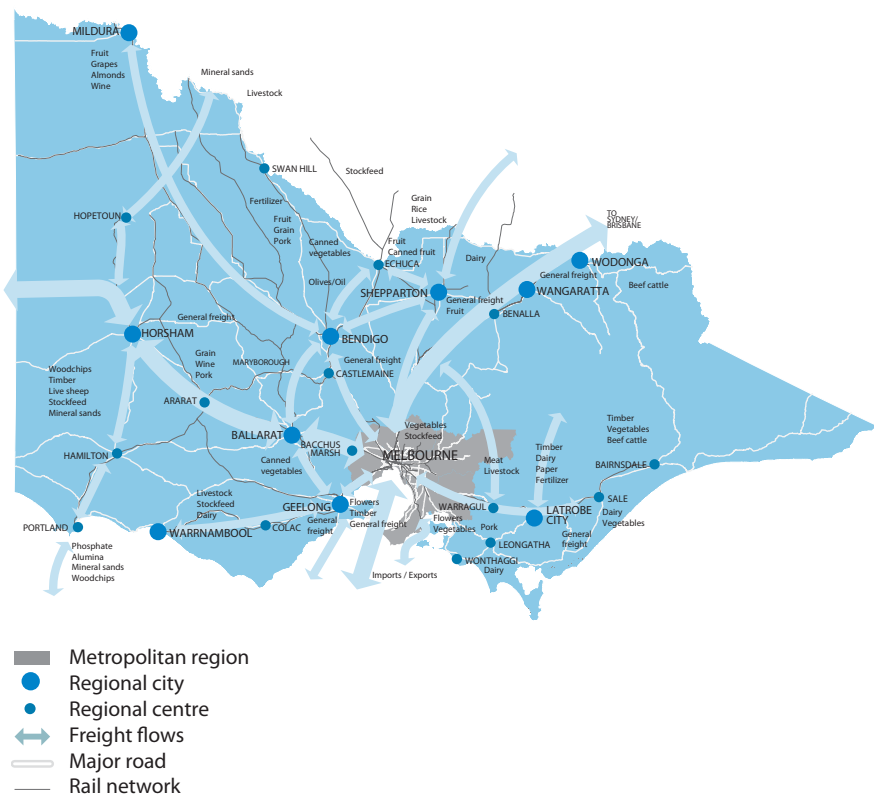 MILDURA
Fruit
Grapes
Almonds
Wine
Mineral sands
Livestock
SWAN HILL
Stockfeed
HOPETOUN
Fertilizer
Fruit
Grain
Pork
Canned
vegetables
Olives/Oil
Grain
Rice
Livestock
Fruit
Canned fruit
ECHUCA
Dairy
TO
SYDNEY/
BRISBANE
WODONGA
General freight
WANGARATTA
Beef cattle
SHEPPARTON
General freight
Fruit
BENALLA
HORSHAM
General freight
BENDIGO
Grain
Wine
Pork
MARYBOROUGH
General freight
CASTLEMAINE
Woodchips
Timber
Live sheep
Stockfeed
Mineral sands
ARARAT
BALLARAT
BACCHUS
MARSH
Vegetables
Stockfeed
MELBOURNE
HAMILTON
Canned
vegetables
Meat
Livestock
Timber
Dairy
Paper
Fertilizer
Timber
Vegetables
Beef cattle
BAIRNSDALE
Livestock
Stockfeed
Dairy
GEELONG
Flowers
Timber
General freight
General
freight
WARRAGUL
Flowers
Vegetables
Pork
LATROBE
CITY
SALE
Dairy
Vegetables
General
freight
PORTLAND
WARRNAMBOOL
COLAC
LEONGATHA
WONTHAGGI
Dairy
Phosphate
Alumina
Mineral sands
Woodchips
Imports / Exports
Metropolitan region
Regional city
Regional centre
Freight flows
Major road
Rail network